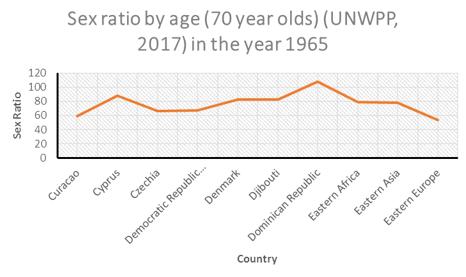 Sex ratio by age (70 year olds) (UNWPP,
2017) in the year 1965
120
100
80
60
40
20
0
Sex Ratio
Curacao
Cyprus
Czechia
Democratic Republic...
Denmark
Djibouti
Dominican Republic
Eastern Africa
Eastern Asia
Eastern Europe
Country